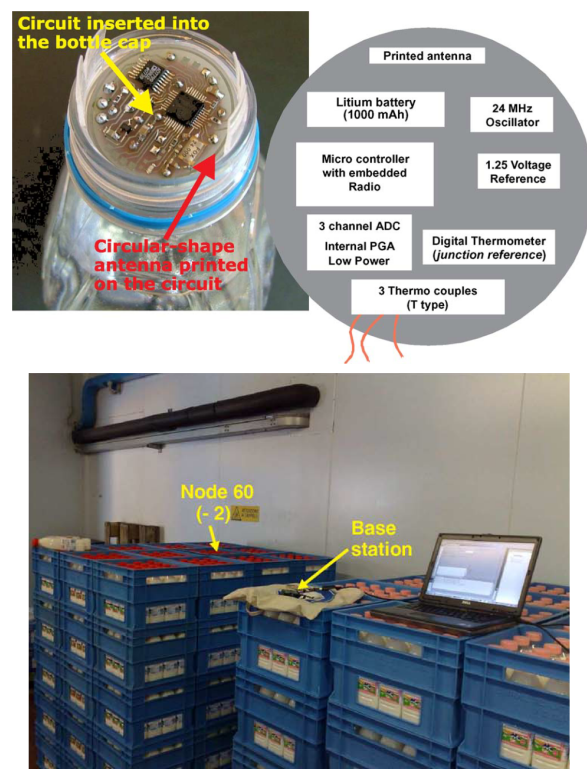 Circuit inserted into
the bottle cap
Circular-shape
antenna printed
on the circuit
Printed antenna
Litium battery
(1000 mAh)
24 MHz
Oscillator
Micro controller
with embedded
Radio
1.25 Voltage
Reference
3 channel ADC
Internal PGA
Low Power
Digital Thermometer
(junction reference)
3 Thermo couples
(T type)
Node 60
(- 2)
Base
station